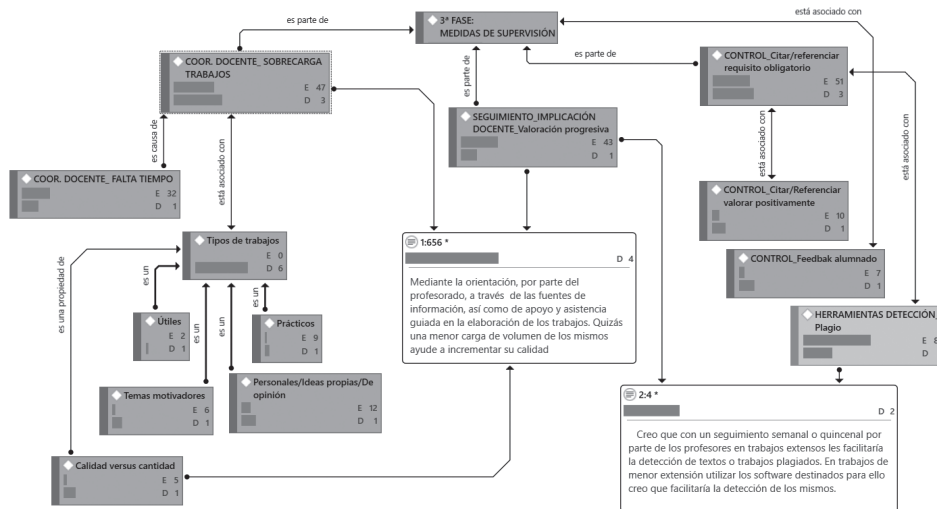 es parte de
3ª FASE:
MEDIDAS DE SUPERVISIÓN
está asociado con
COOR. DOCENTE_ SOBRECARGA
TRABAJOS
E 47
D 3
es parte de
es parte de
CONTROL_Citar/referenciar
requisito obligatorio
E 51
D 3
SEGUIMIENTO_IMPLICACIÓN
DOCENTE_Valoración progresiva
E 43
D 1
es causa de
está asociado con
está asociado con
está asociado con
COOR. DOCENTE_ FALTA TIEMPO
E 32
D 1
CONTROL_Citar/Referenciar
valorar positivamente
E 10
D 1
Tipos de trabajos
E 0
D 6
1:656 *
D 4
Mediante la orientación, por parte del
profesorado, a través de las fuentes de
información, así como de apoyo y asistencia
guiada en la elaboración de los trabajos. Quizás
una menor carga de volumen de los mismos
ayude a incrementar su calidad
CONTROL_Feedbak alumnado
E 7
D 1
es una propiedad de
es un
es un
es un
es un
Útiles
E 2
D 1
Prácticos
E 9
D 1
HERRAMIENTAS DETECCIÓN_
Plagio
E 8
D
Temas motivadores
E 6
D 1
Personales/Ideas propias/De
opinión
E 12
D 1
2:4 *
D 2
Creo que con un seguimiento semanal o quincenal por
parte de los profesores en trabajos extensos les facilitaría
la detección de textos o trabajos plagiados. En trabajos de
menor extensión utilizar los software destinados para ello
creo que facilitaría la detección de los mismos.
Calidad versus cantidad
E 5
D 1